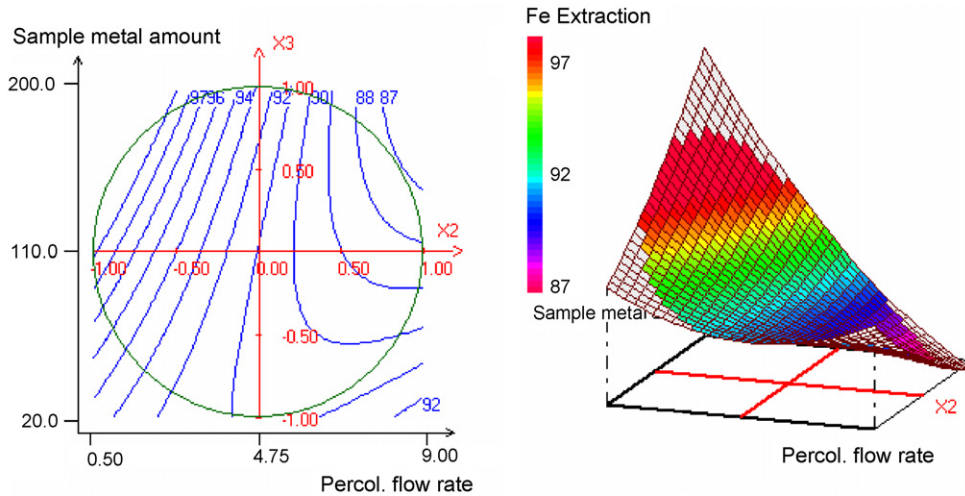 Fe Extraction
Sample metal amount
X3
200.0
1.00
97 96 94 92 90 88 87
0.50
X2
110.0
-1.00 -0.50 0.00 0.50 1.00
-0.50
92
20.0
-1.00
0.50 4.75 9.00
Percol. flow rate
97
92
87
Sample metal
X2
Percol. flow rate